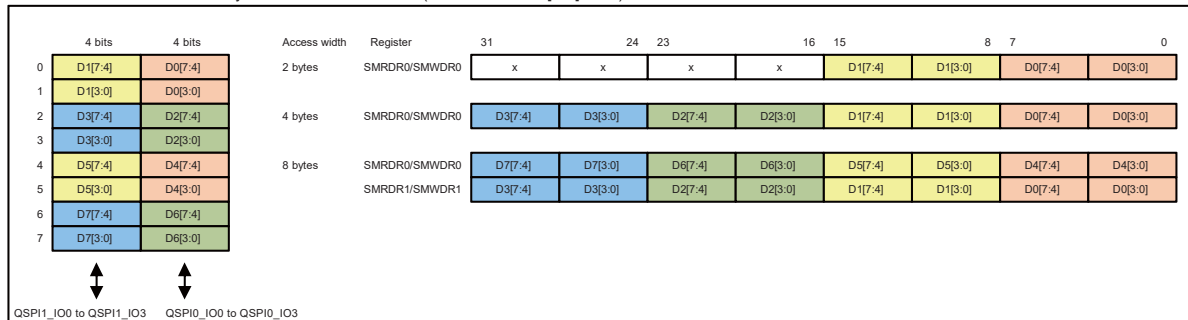 4 bits 4 bits Access width Register 31 24 23 16 15 8 7 0
0 D1[7:4] D0[7:4] 2 bytes SMRDR0/SMWDR0 x x x x D1[7:4] D1[3:0] D0[7:4] D0[3:0]
1 D1[3:0] D0[3:0]
2 D3[7:4] D2[7:4] 4 bytes SMRDR0/SMWDR0 D3[7:4] D3[3:0] D2[7:4] D2[3:0] D1[7:4] D1[3:0] D0[7:4] D0[3:0]
3 D3[3:0] D2[3:0]
4 D5[7:4] D4[7:4] 8 bytes SMRDR0/SMWDR0 D7[7:4] D7[3:0] D6[7:4] D6[3:0] D5[7:4] D5[3:0] D4[7:4] D4[3:0]
5 D5[3:0] D4[3:0] SMRDR1/SMWDR1 D3[7:4] D3[3:0] D2[7:4] D2[3:0] D1[7:4] D1[3:0] D0[7:4] D0[3:0]
6 D7[7:4] D6[7:4]
7 D7[3:0] D6[3:0]
QSPI1_IO0 to QSPI1_IO3 QSPI0_IO0 to QSPI0_IO3